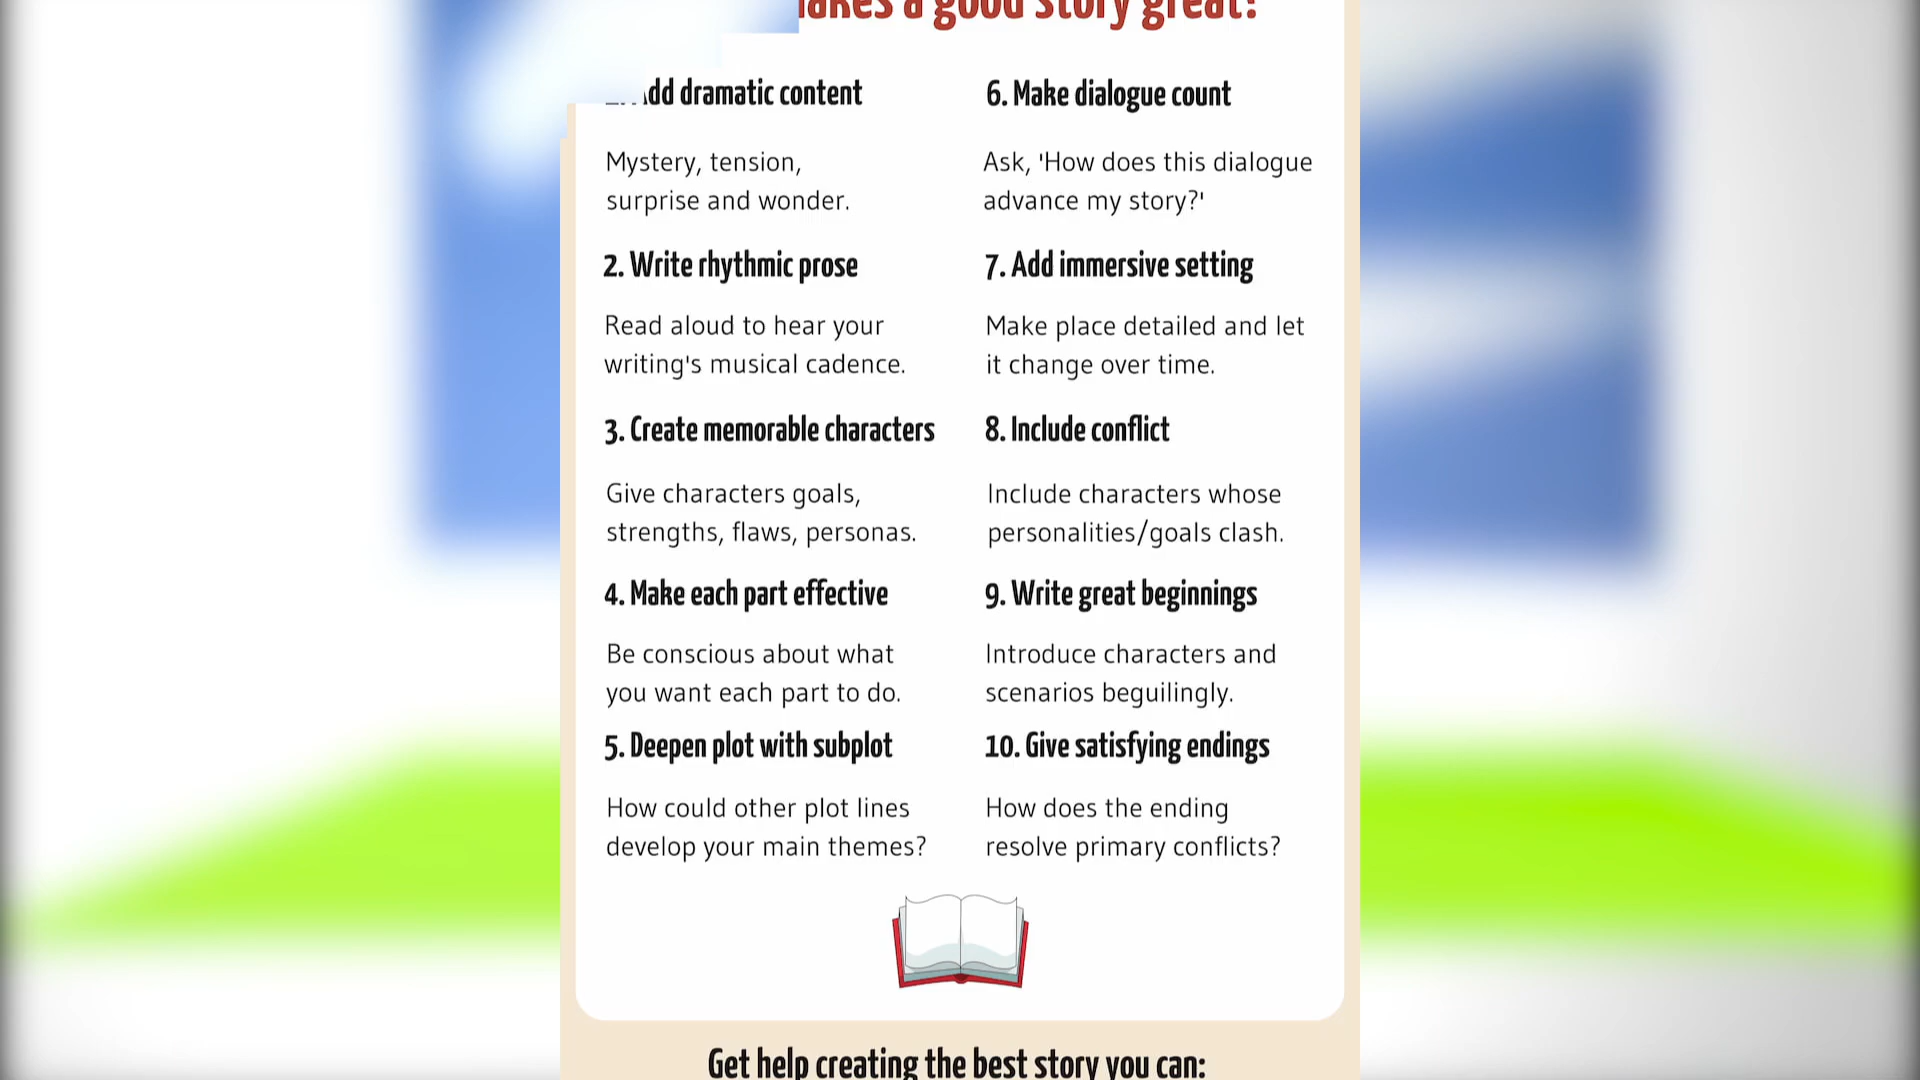 a good story great!
dramatic content
Mystery, tension,
surprise and wonder.
2. Write rhythmic prose
Read aloud to hear your
writing's musical cadence.
3. Create memorable characters
Give characters goals,
strengths, flaws, personas.
4. Make each part effective
Be conscious about what
you want each part to do.
5. Deepen plot with subplot
How could other plot lines
develop your main themes?
6. Make dialogue count
Ask, 'How does this dialogue
advance my story?'
7. Add immersive setting
Make place detailed and let
it change over time.
8. Include conflict
Include characters whose
personalities/goals clash.
9. Write great beginnings
Introduce characters and
scenarios beguilingly.
10. Give satisfying endings
How does the ending
resolve primary conflicts?
Get help creating the best story you can: